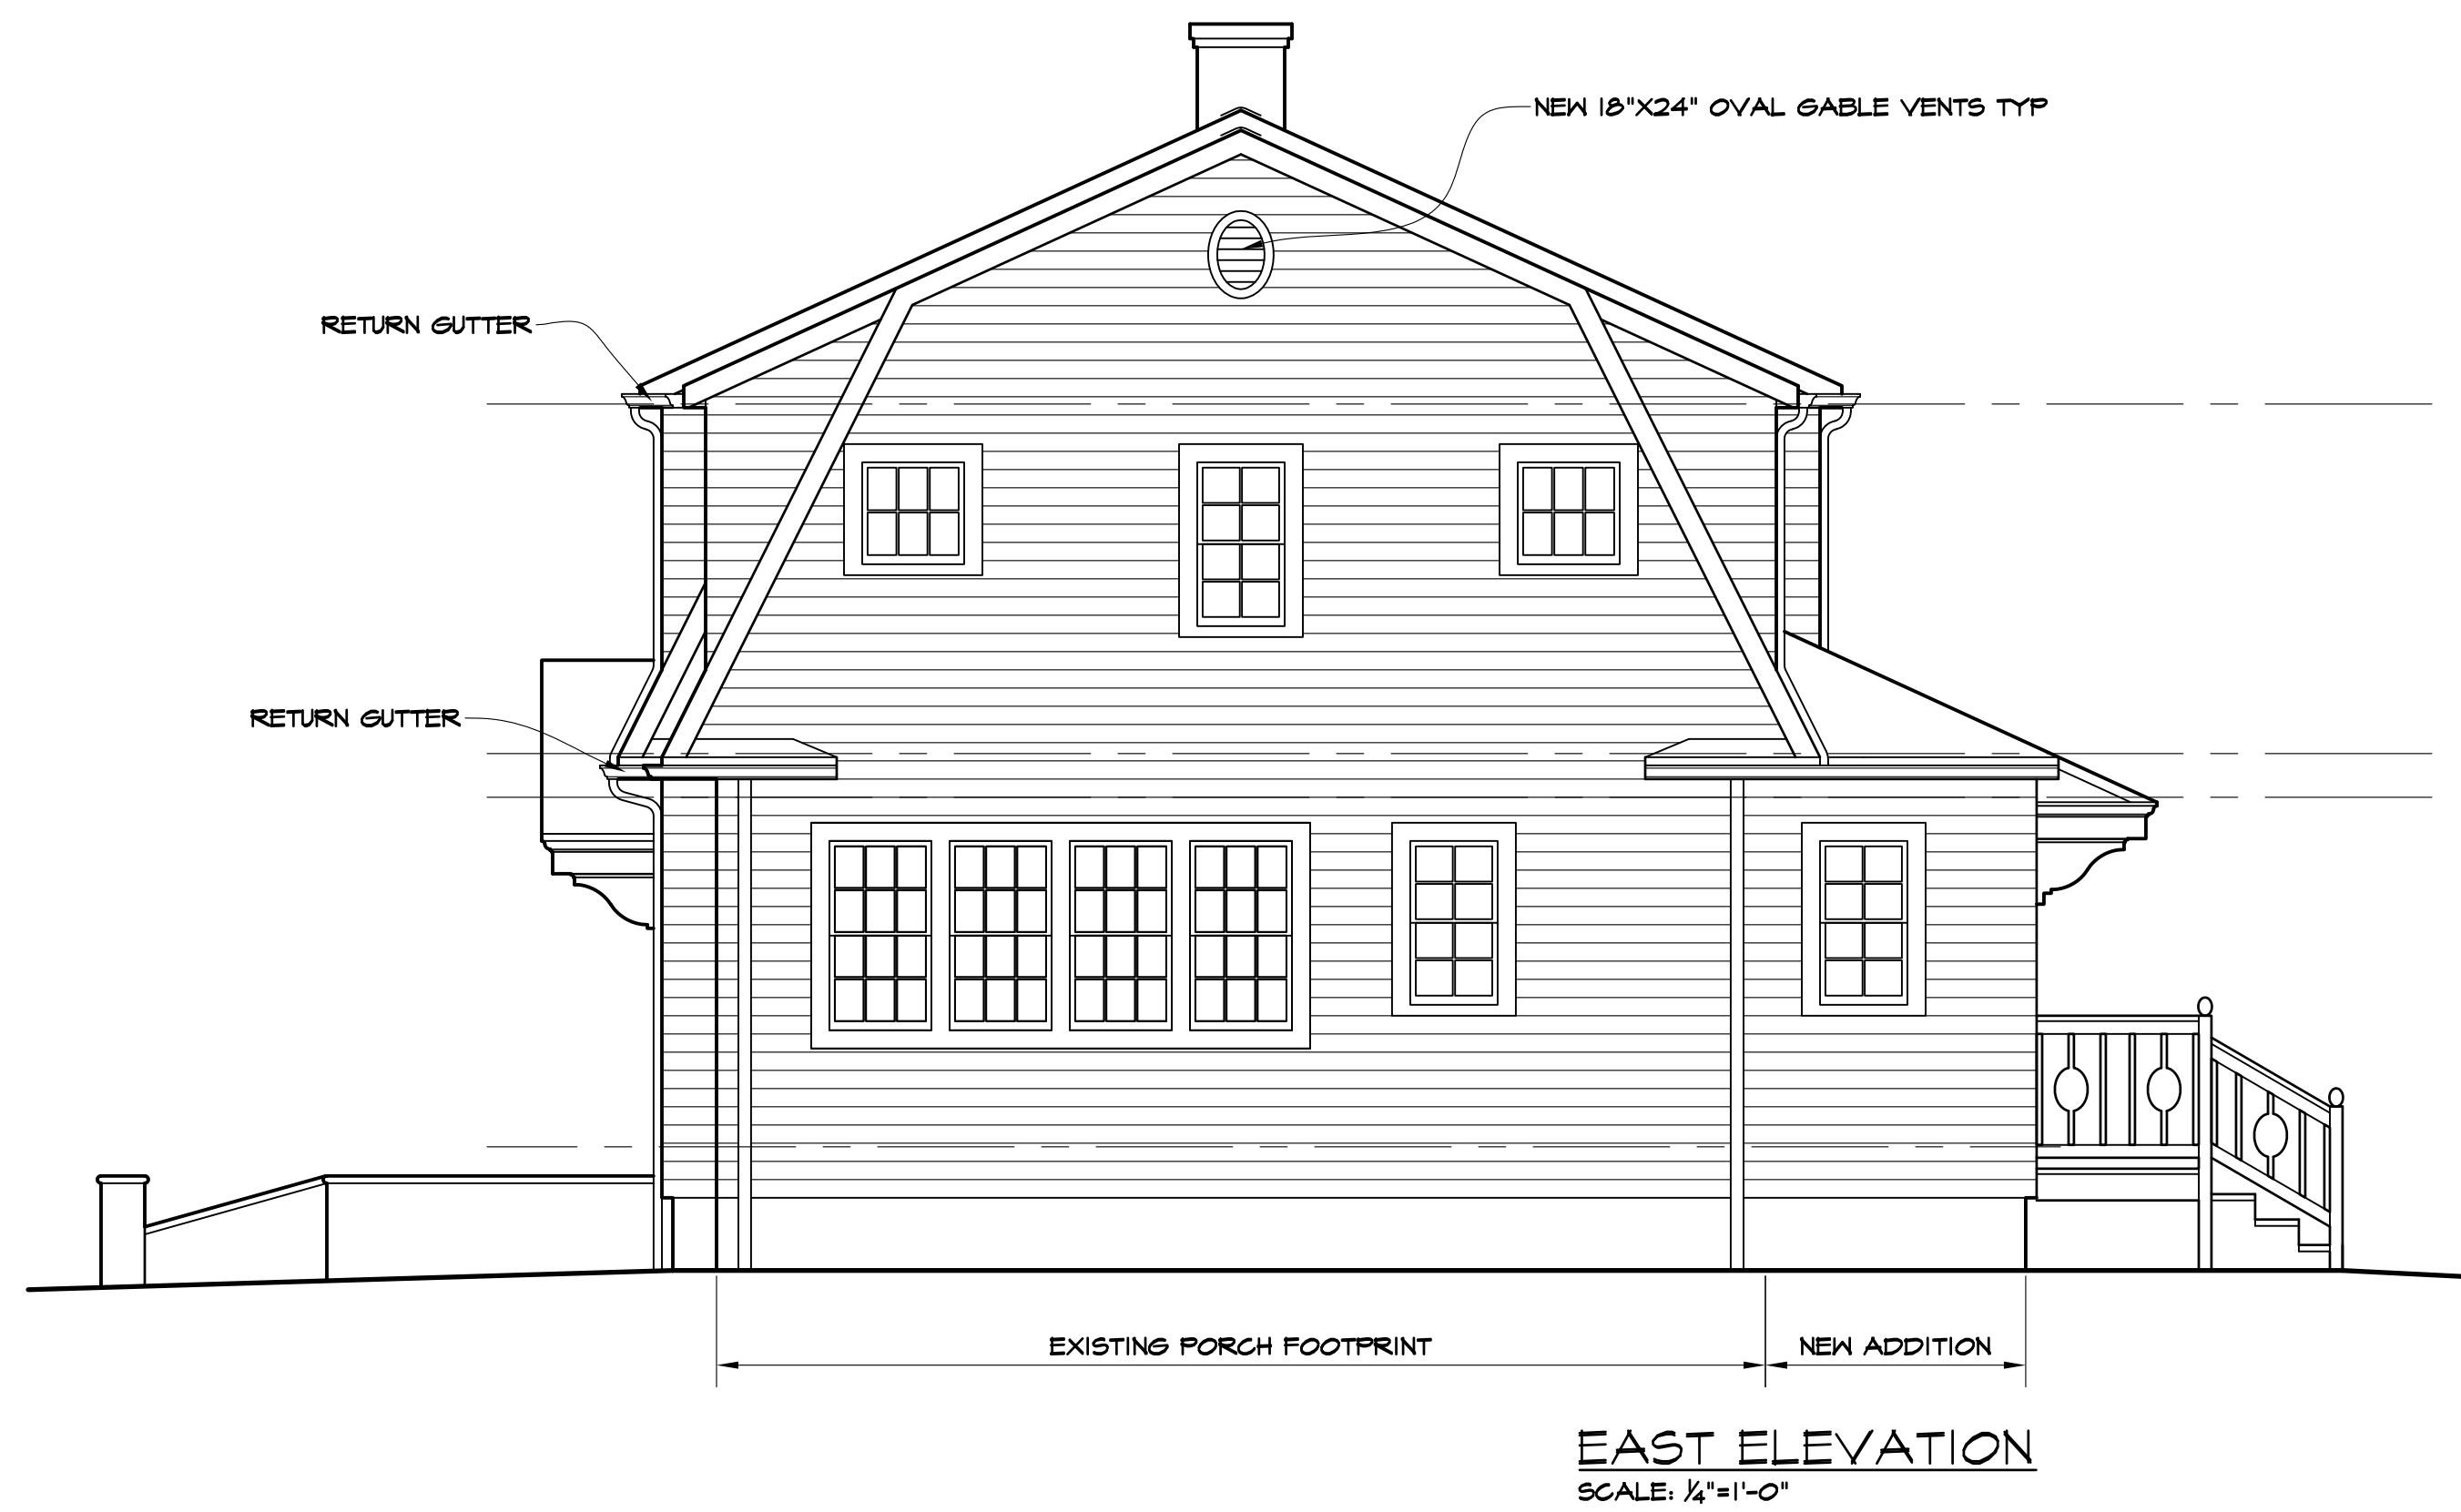 NEW 18"X24" OVAL GABLE VENTS TYP
RETURN GUTTER
RETURN GUTTER
EXISTING PORCH FOOTPRINT
NEW ADDITION
EAST ELEVATION
SCALE: 1/4"=1'-0"